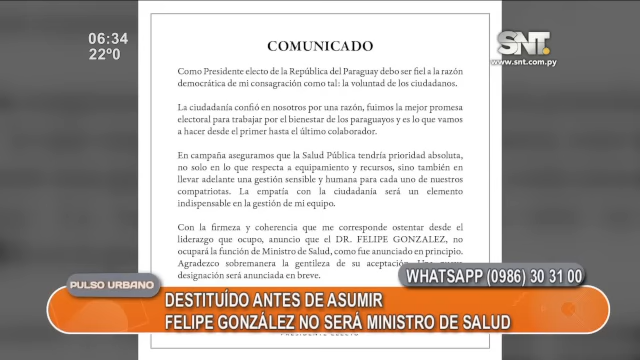 06:34
22ºo
SNT.
www.snt.com.py
COMUNICADO
Como Presidente electo de la República del Paraguay debo ser fiel a la razón
democrática de mi consagración como tal: la voluntad de los ciudadanos.
La ciudadanía confió en nosotros por una razón, fuimos la mejor promesa
electoral para trabajar por el bienestar de los paraguayos y es lo que vamos
a hacer desde el primer hasta el último colaborador.
En campaña aseguramos que la Salud Pública tendría prioridad absoluta,
no solo en lo que respecta a equipamiento y recursos, sino también en
llevar adelante una gestión sensible y humana para cada uno de nuestros
compatriotas. La empatía con la ciudadanía será un elemento
indispensable en la gestión de mi equipo.
Con la firmeza y coherencia que me corresponde ostentar desde el
liderazgo que ocupo, anuncio que el DR. FELIPE GONZALEZ, no
ocupará la función de Ministro de Salud, como fue anunciado en principio.
Agradezco sobremanera la gentileza de su aceptación.
designación será anunciada en breve.
PULSO URBANO
WHATSAPP (0986) 30 31 00
DESTITUÍDO ANTES DE ASUMIR
FELIPE GONZÁLEZ NO SERÁ MINISTRO DE SALUD
PRESIDENTE ELECTO